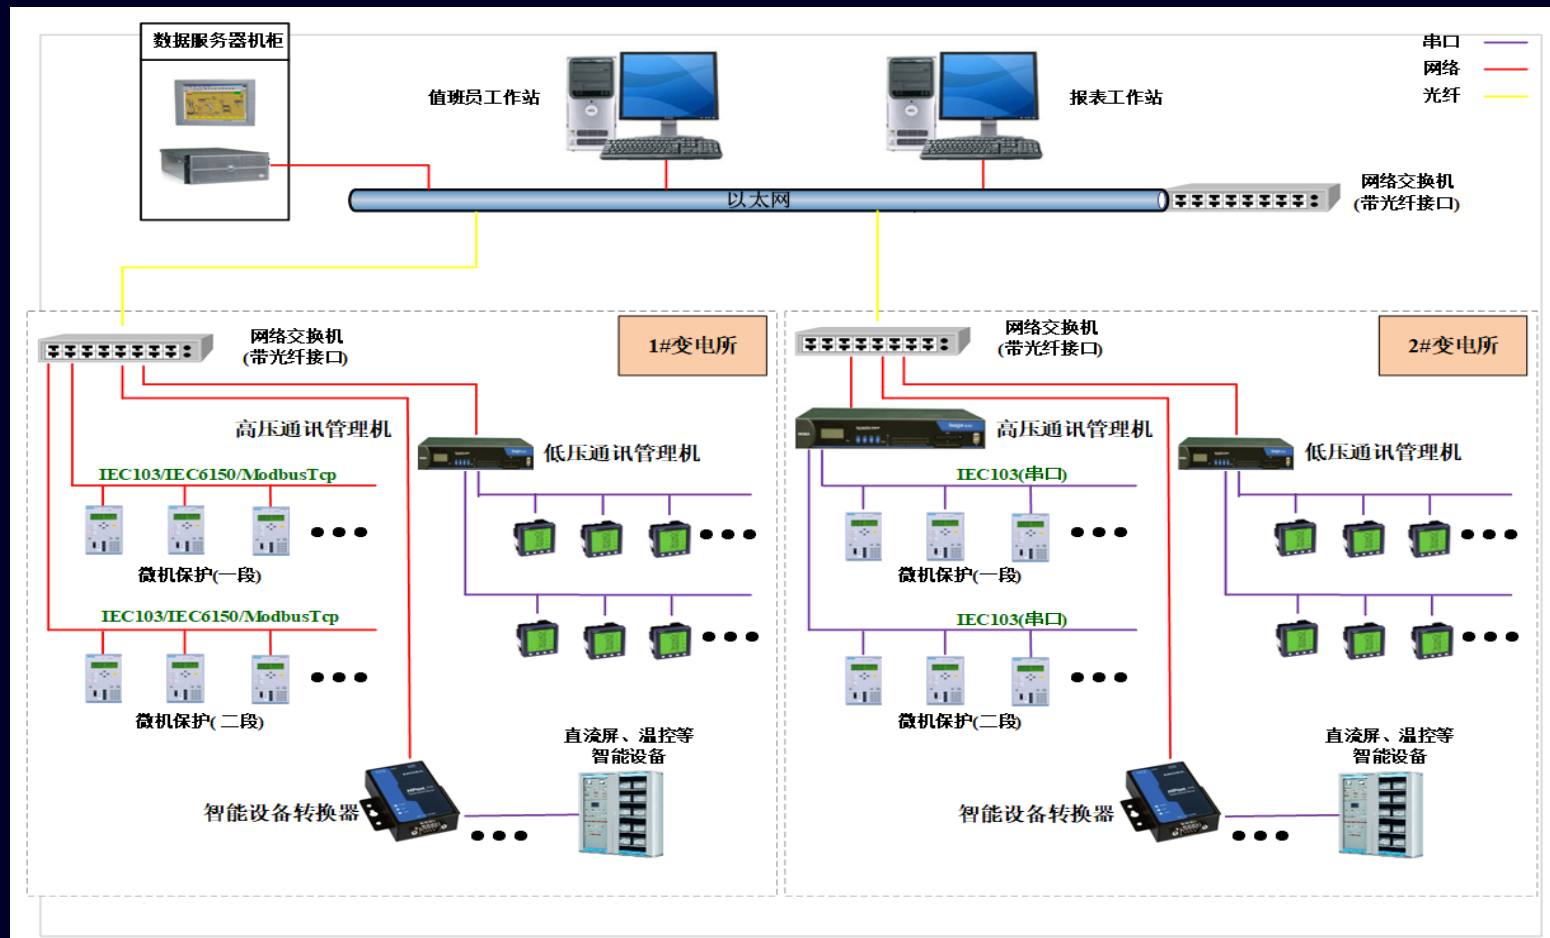 数据服务器机柜
值班员工作站
报表工作站
串口
网络
光纤
以太网
网络交换机
(带光纤接口)
网络交换机
(带光纤接口)
1#变电所
高压通讯管理机
低压通讯管理机
IEC103/IEC6150/ModbusTcp
微机保护(一段)
IEC103/IEC6150/ModbusTcp
微机保护( 二段)
直流屏、温控等
智能设备
智能设备转换器
网络交换机
(带光纤接口)
2#变电所
高压通讯管理机
低压通讯管理机
IEC103(串口)
微机保护(一段)
IEC103(串口)
微机保护(二段)
直流屏、温控等
智能设备
智能设备转换器